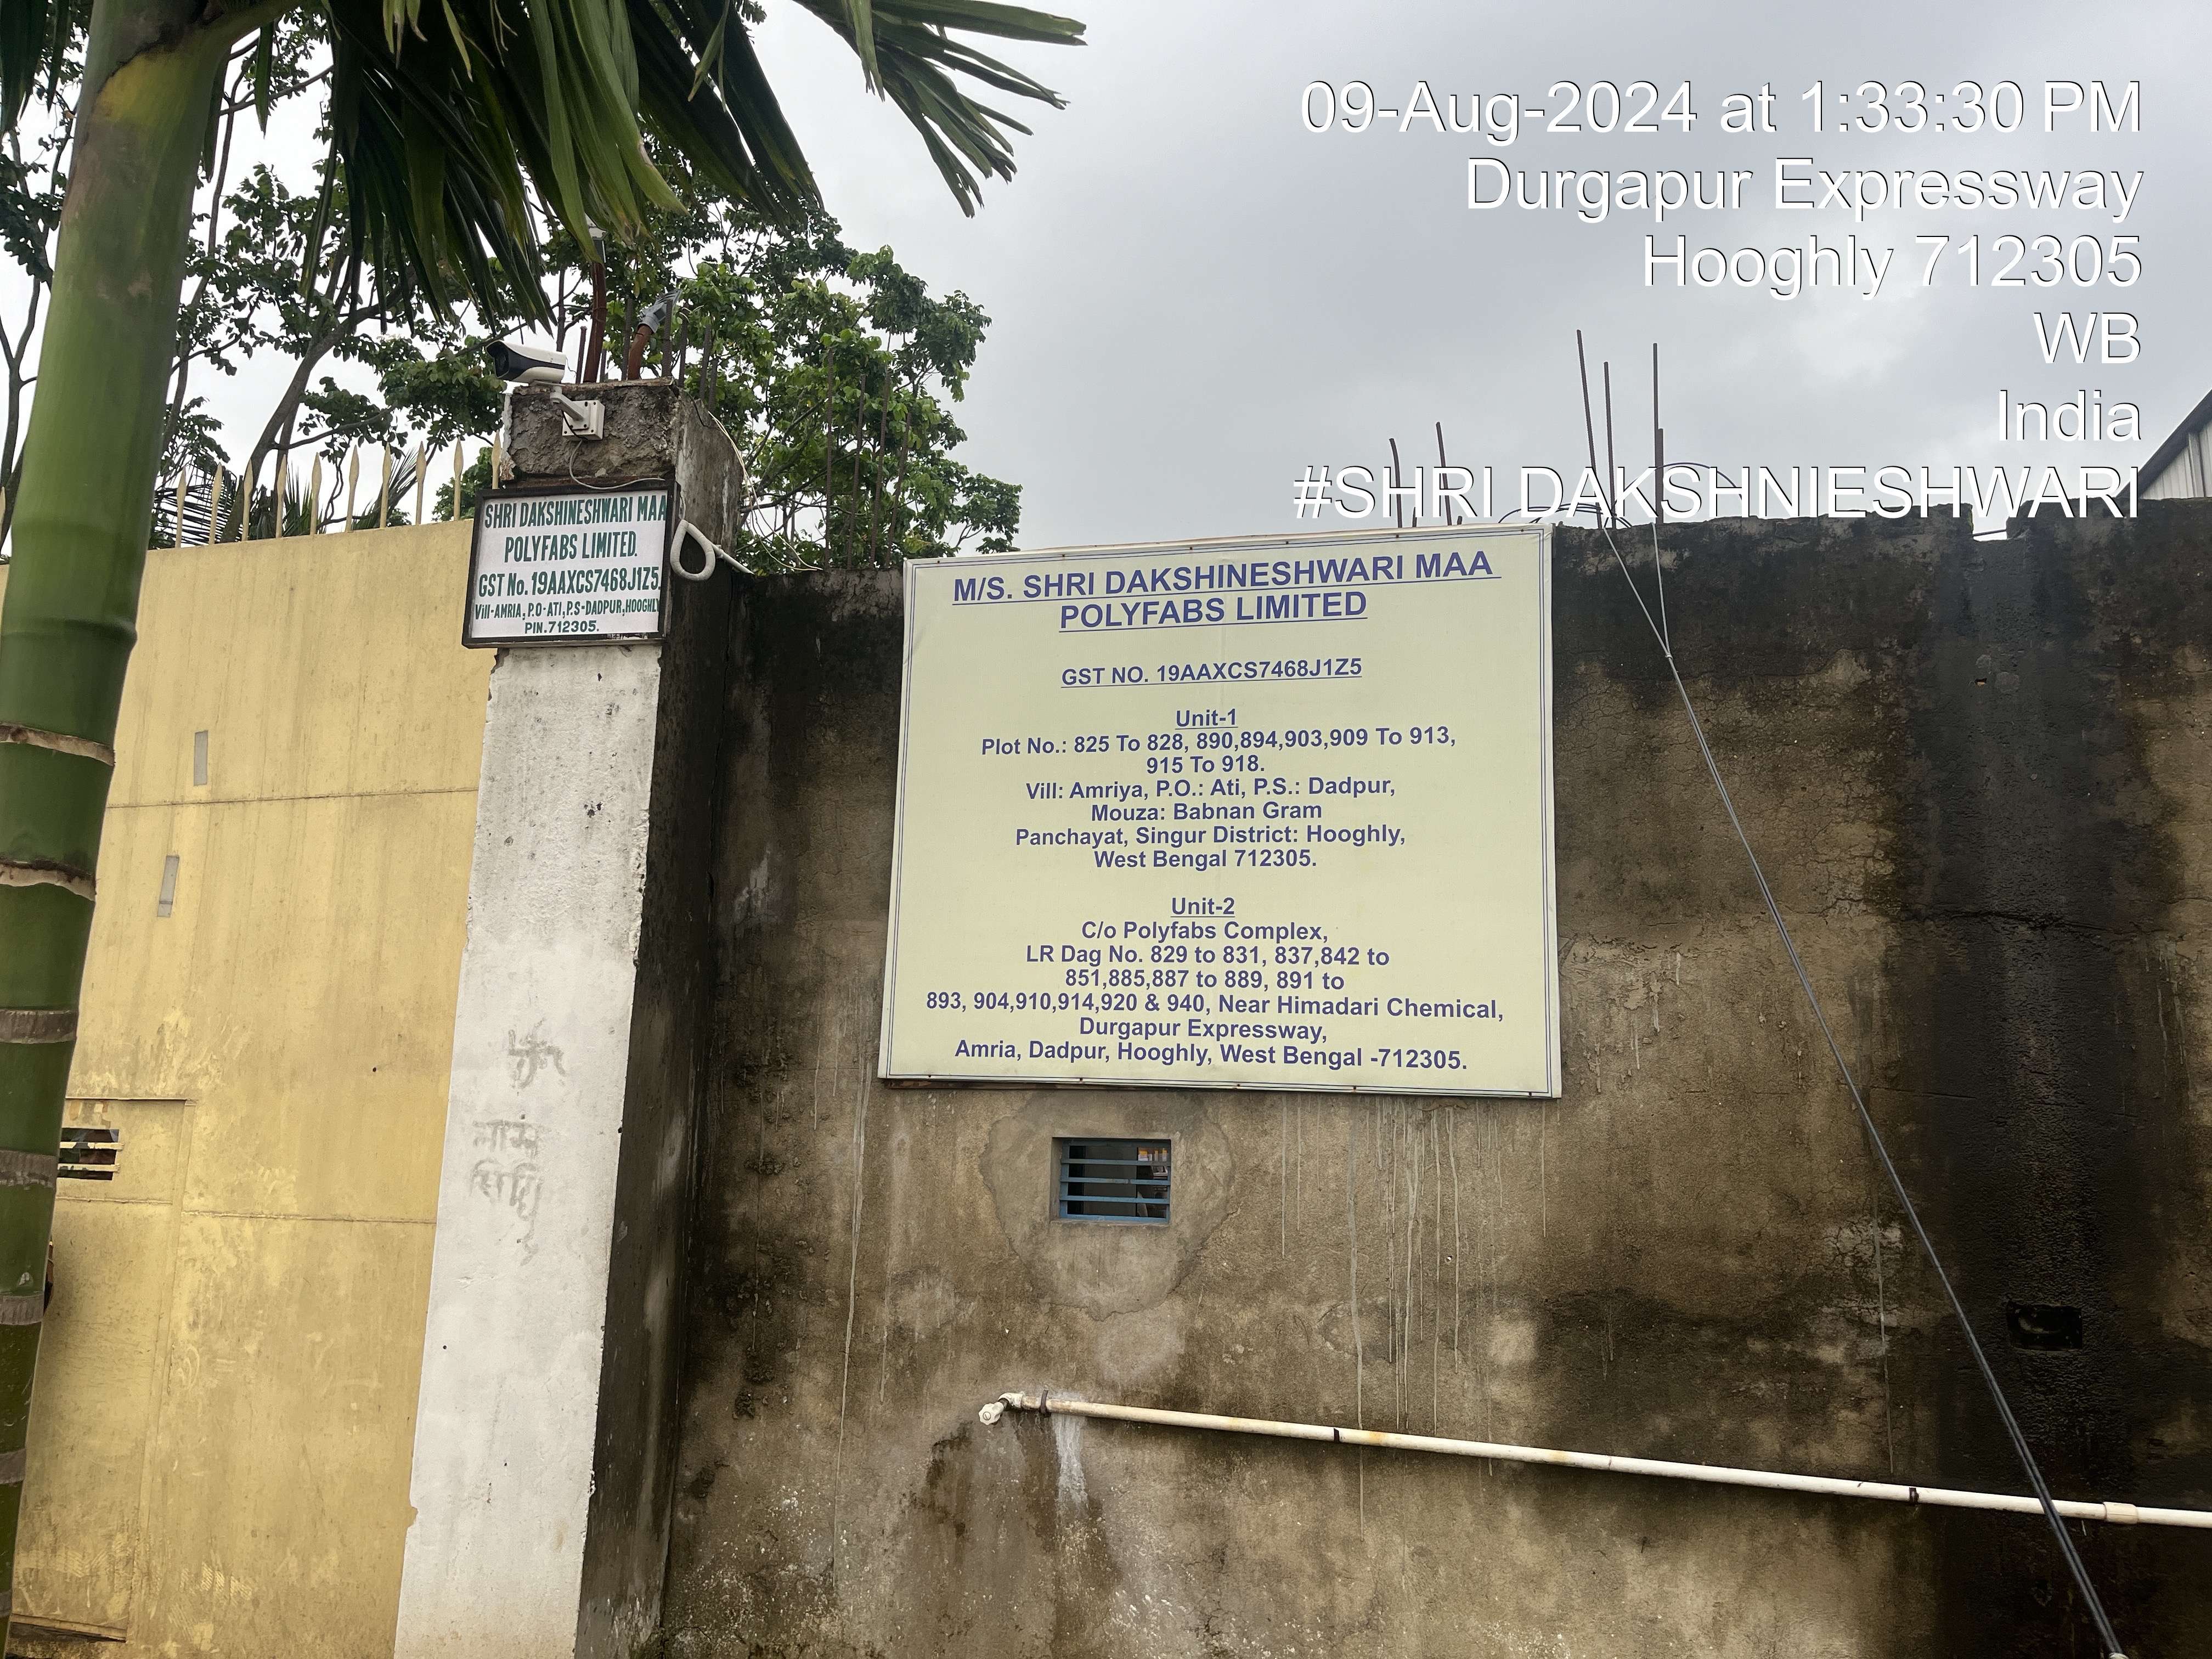 09-Aug-2024 at 1:33:30 PM
Durgapur Expressway
Hooghly 712305
WB
India
#SHRI DAKSHNIESHWARI
SHRI DAKSHINESHWARI MAA
POLYFABS LIMITED.
GST No. 19AAXCS7468J1Z5
Vill-AMRIA, P.O-ATI, P.S-DADPUR, HOOGHLY
PIN.712305.
M/S. SHRI DAKSHINESHWARI MAA
POLYFABS LIMITED
GST NO. 19AAXCS7468J1Z5
Unit-1
Plot No.: 825 To 828, 890,894,903,909 To 913,
915 To 918.
Vill: Amriya, P.O.: Ati, P.S.: Dadpur,
Mouza: Babnan Gram
Panchayat, Singur District: Hooghly,
West Bengal 712305.
Unit-2
C/o Polyfabs Complex,
LR Dag No. 829 to 831, 837,842 to
851,885,887 to 889, 891 to
893, 904,910,914,920 & 940, Near Himadari Chemical,
Durgapur Expressway,
Amria, Dadpur, Hooghly, West Bengal -712305.